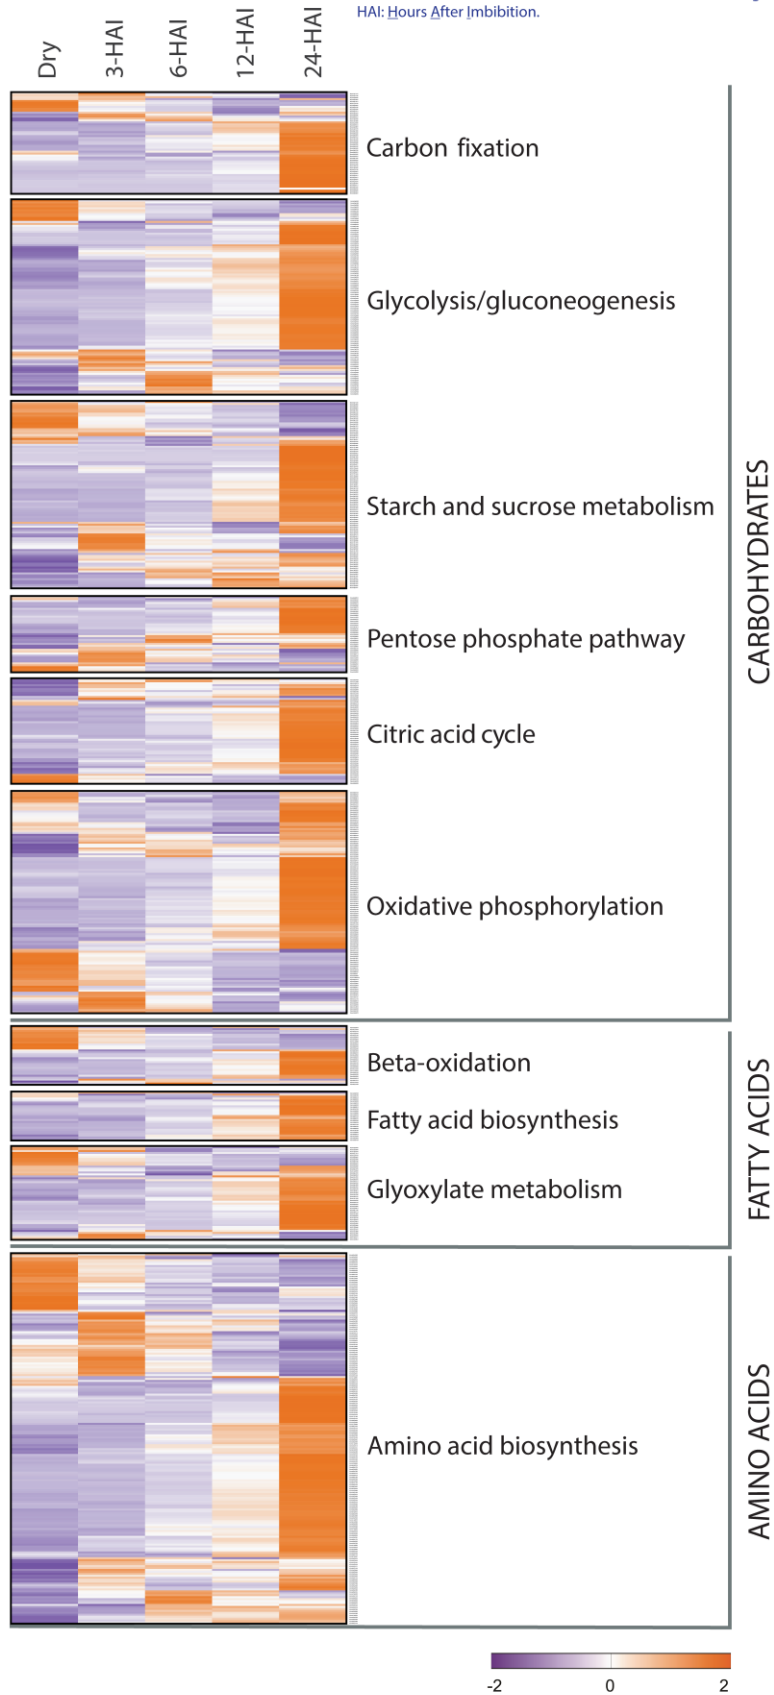 HAI: Hours After Imbibition.
Dry
3-HAI
6-HAI
12-HAI
24-HAI
Carbon fixation
Glycolysis/gluconeogenesis
Starch and sucrose metabolism
Pentose phosphate pathway
Citric acid cycle
Oxidative phosphorylation
CARBOHYDRATES
Beta-oxidation
Fatty acid biosynthesis
Glyoxylate metabolism
FATTY ACIDS
Amino acid biosynthesis
AMINO ACIDS
-2 0 2